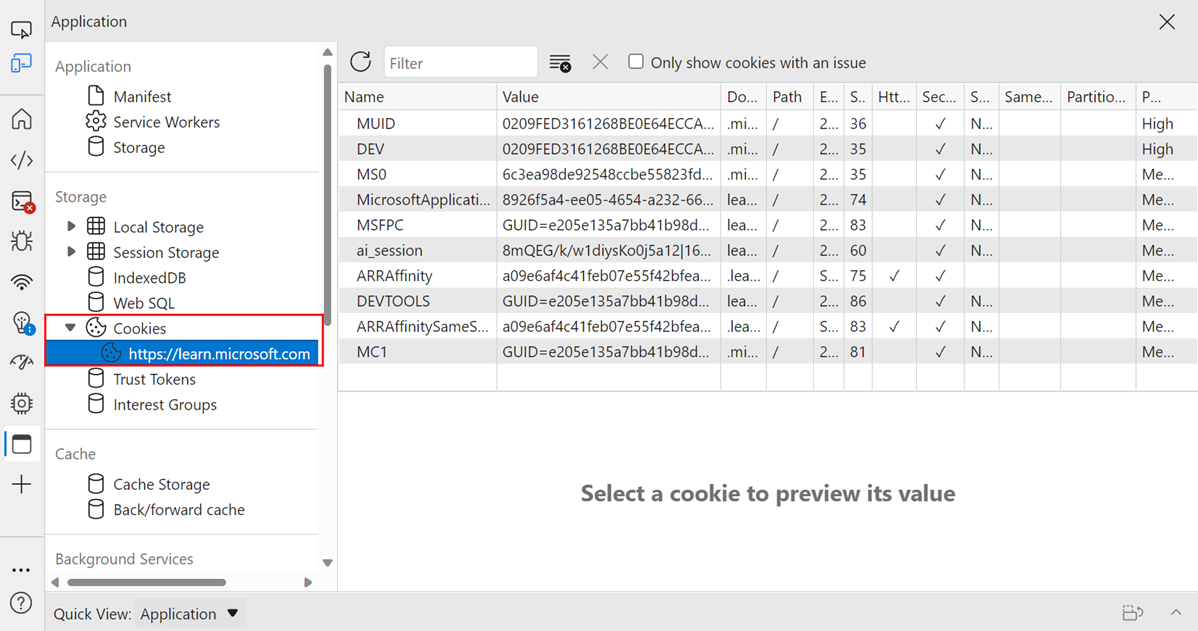 Application
Application
Manifest
Service Workers
Storage
Storage
Local Storage
Session Storage
IndexedDB
Web SQL
Cookies
https://learn.microsoft.com
Trust Tokens
Interest Groups
Cache
Cache Storage
Back/forward cache
Background Services
Filter Only show cookies with an issue
Name Value Do... Path E... S.. Htt... Sec... S... Same... Partitio... P...
MUID 0209FED3161268BE0E64ECCA... .mi... / 2... 36 ✓ N... High
DEV 0209FED3161268BE0E64ECCA... .mi... / 2... 35 ✓ N... High
MS0 6c3ea98de92548ccbe55823fd... .mi... / 2... 35 ✓ N... Me...
MicrosoftApplicati... 8926f5a4-ee05-4654-a232-66... lea... / 2... 74 ✓ N... Me...
MSFPC GUID=e205e135a7bb41b98d... lea... / 2... 83 ✓ N... Me...
ai_session 8mQEG/k/w1diysKo0j5a12|16... lea... / 2... 60 ✓ N... Me...
ARRAffinity a09e6af4c41feb07e55f42bfea... .lea... / S... 75 ✓ ✓ Me...
DEVTOOLS GUID=e205e135a7bb41b98d... lea... / 2... 86 ✓ N... Me...
ARRAffinitySameS... a09e6af4c41feb07e55f42bfea... .lea... / S... 83 ✓ ✓ N... Me...
MC1 GUID=e205e135a7bb41b98d... .mi... / 2... 81 ✓ N... Me...
Select a cookie to preview its value
Quick View: Application